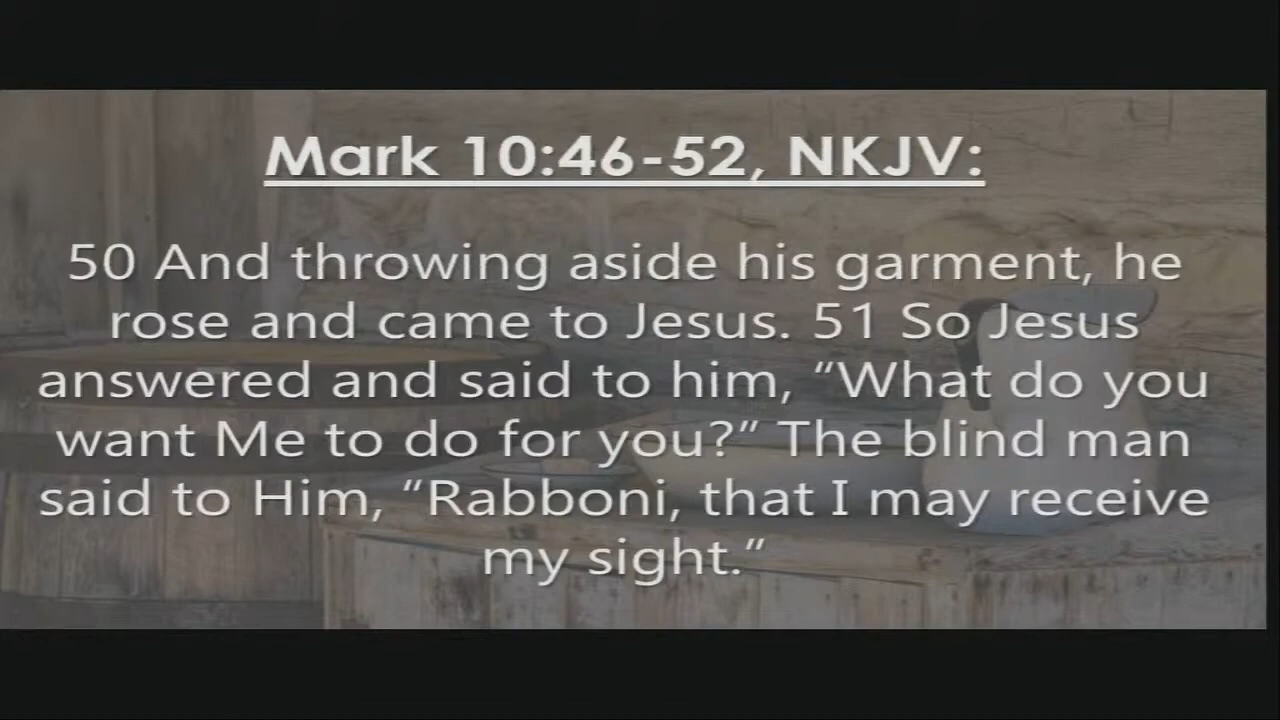 Mark 10:46-52, NKJV:
50 And throwing aside his garment, he
rose and came to Jesus. 51 So Jesus
answered and said to him, “What do you
want Me to do for you?” The blind man
said to Him, “Rabboni, that I may receive
my sight.”